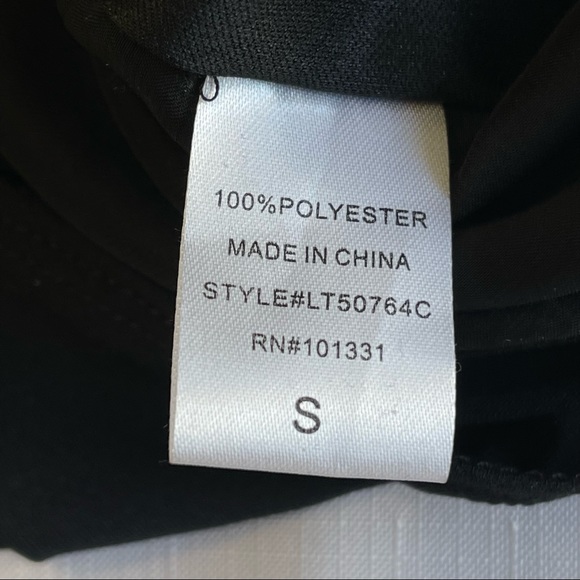 100%POLYESTER
MADE IN CHINA
STYLE#LT50764C
RN#101331
S